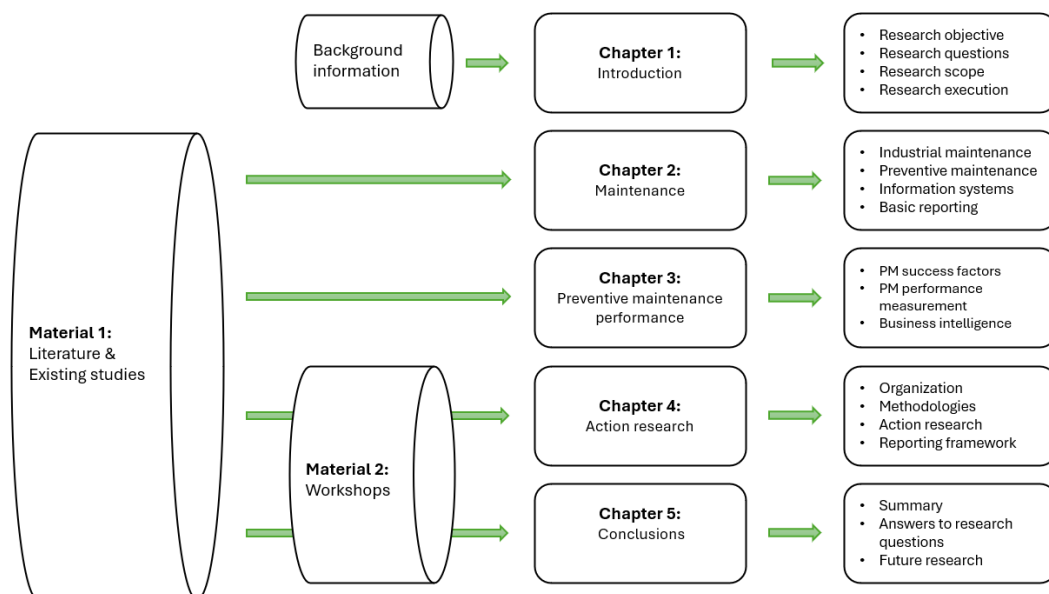 Background
information
Chapter 1:
Introduction
• Research objective
• Research questions
• Research scope
• Research execution
Material 1:
Literature &
Existing studies
Chapter 2:
Maintenance
• Industrial maintenance
• Preventive maintenance
• Information systems
• Basic reporting
Chapter 3:
Preventive maintenance
performance
• PM success factors
• PM performance
measurement
• Business intelligence
Material 2:
Workshops
Chapter 4:
Action research
• Organization
• Methodologies
• Action research
• Reporting framework
Chapter 5:
Conclusions
• Summary
• Answers to research
questions
• Future research